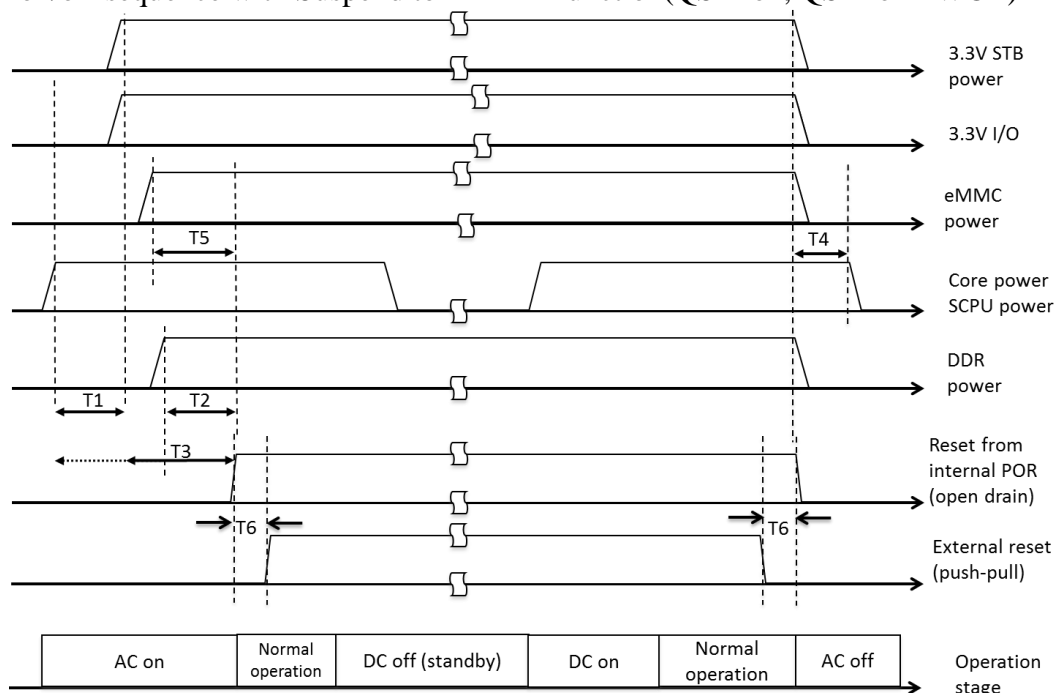 3.3V STB
power
3.3V I/O
eMMC
power
T5
T4
Core power
SCPU power
DDR
power
T1
T2
T3
Reset from
internal POR
(open drain)
T6
T6
External reset
(push-pull)
AC on
Normal
operation
DC off (standby)
DC on
Normal
operation
AC off
Operation
stage